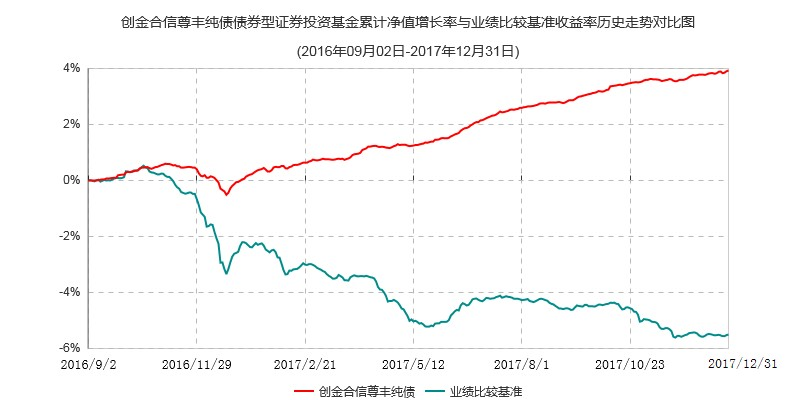 创金合信尊丰纯债债券型证券投资基金累计净值增长率与业绩比较基准收益率历史走势对比图
(2016年09月02日-2017年12月31日)
4%
2%
0%
-2%
-4%
-6%
2016/9/2 2016/11/29 2017/2/21 2017/5/12 2017/8/1 2017/10/23 2017/12/31
创金合信尊丰纯债 业绩比较基准